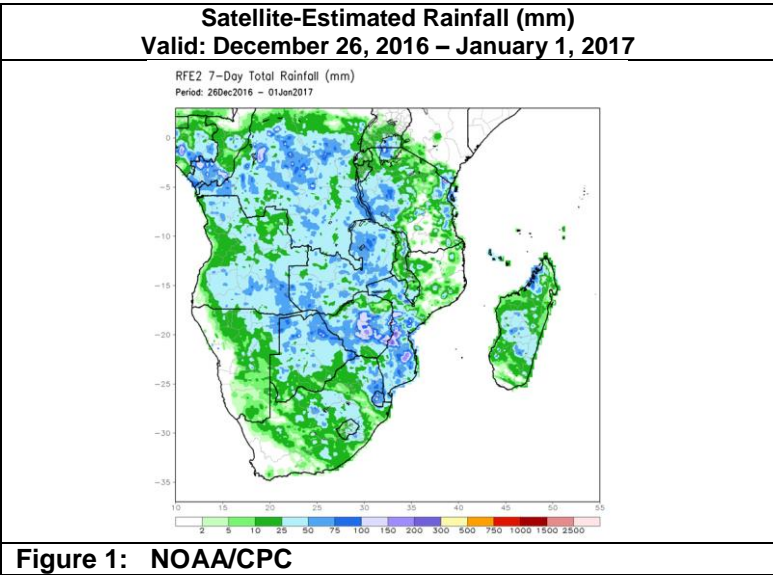 Satellite-Estimated Rainfall (mm)
Valid: December 26, 2016 – January 1, 2017
RFE2 7-Day Total Rainfall (mm)
Period: 26Dec2016 – 01Jan2017
0
-5
-10
-15
-20
-25
-30
-35
10 15 20 25 30 35 40 45 50 55
2 5 10 25 50 75 100 150 200 300 500 750 1000 1500 2500
Figure 1: NOAA/CPC